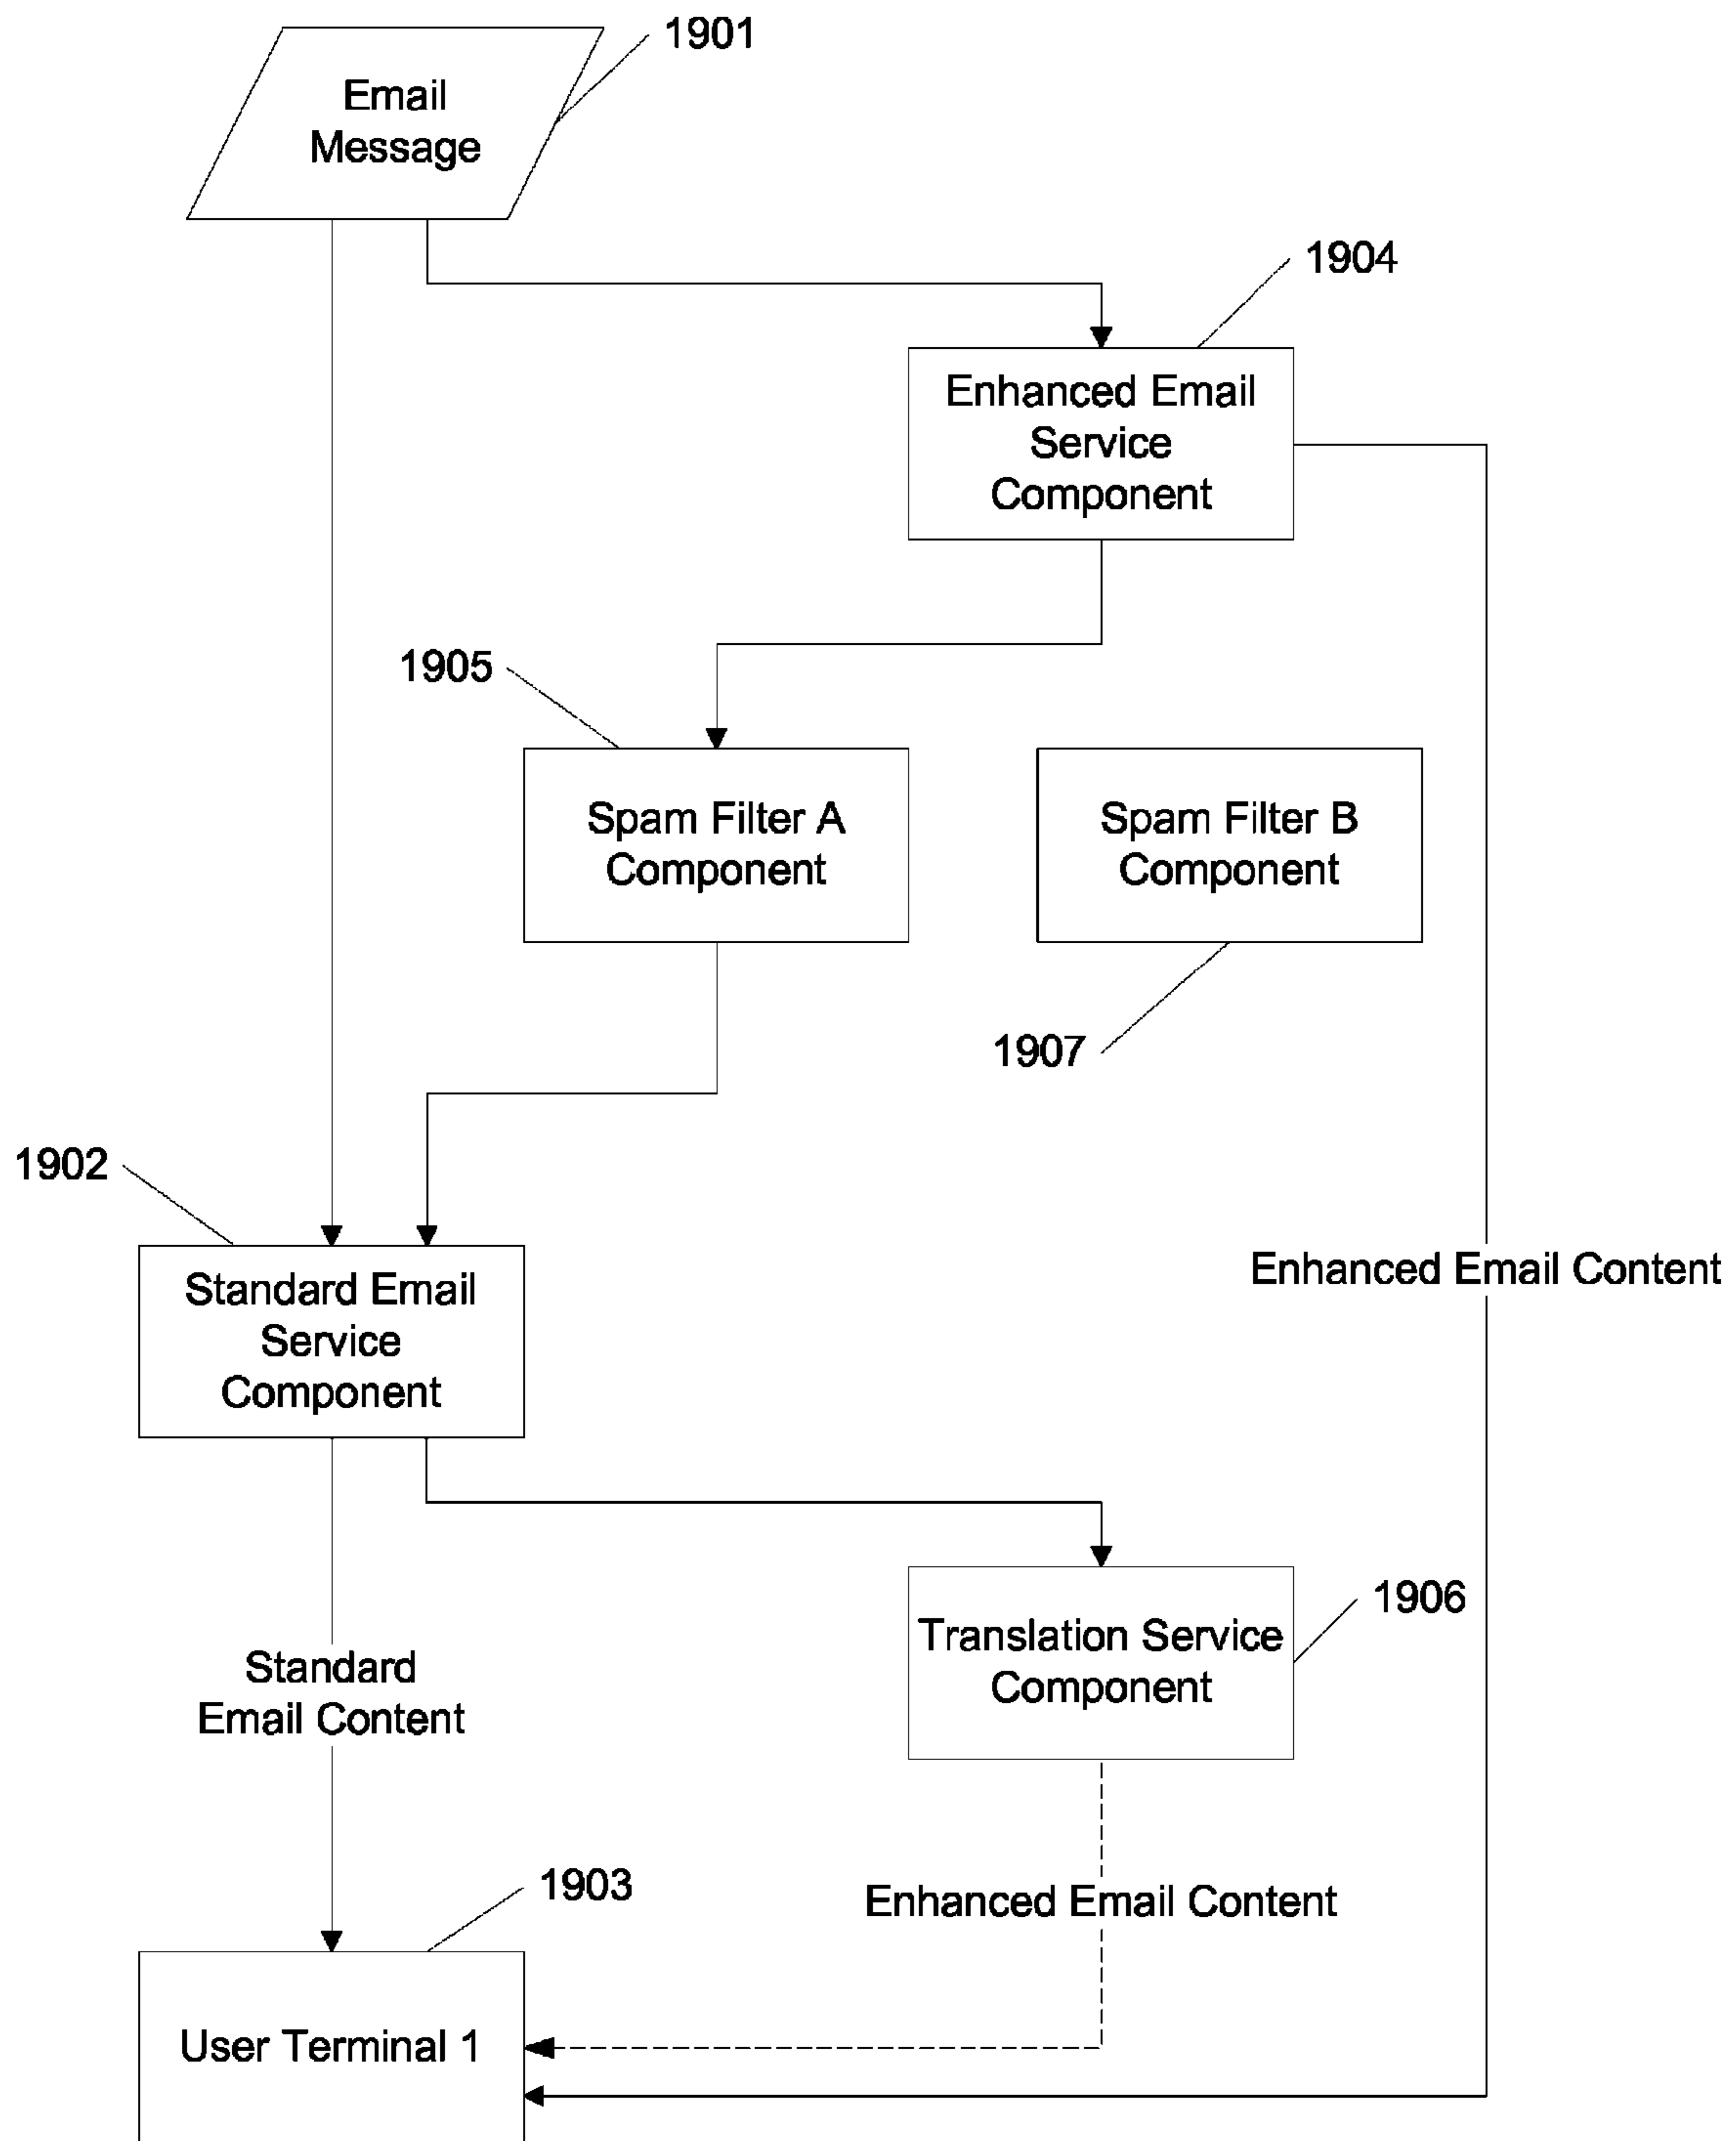 1901
Email
Message
1904
Enhanced Email
Service
Component
1905
Spam Filter A
Component
Spam Filter B
Component
1907
1902
Standard Email
Service
Component
Enhanced Email Content
1906
Translation Service
Component
Standard
Email Content
1903
Enhanced Email Content
User Terminal 1